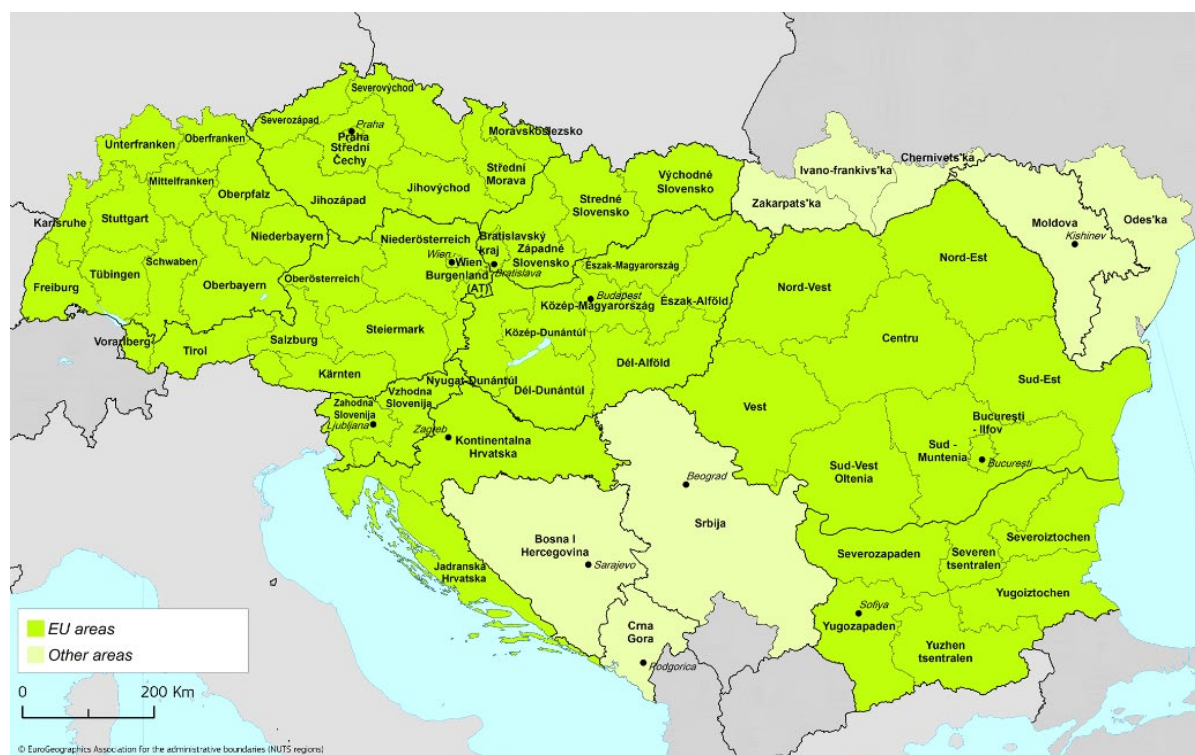 Severovýchod
Severozápad
Praha
Praha
Střední
Čechy
Moravskoslezsko
Unterfranken
Oberfranken
Mittelfranken
Oberpfalz
Karlsruhe
Stuttgart
Jihozápad
Jihovýchod
Střední
Morava
Stredné
Slovensko
Východné
Slovensko
Zakarpats'ka
Ivano-frankivs'ka
Chernivets'ka
Moldova
Kishinev
Odes'ka
Niederbayern
Niederösterreich
Wien
Wien
Burgenland
(AT)
Bratislavský
kraj
Bratislava
Západné
Slovensko
Freiburg
Tübingen
Schwaben
Oberbayern
Oberösterreich
Észak-Magyarország
Budapest
Közép-Magyarország
Észak-Alföld
Nord-Vest
Nord-Est
Vorarlberg
Tirol
Salzburg
Steiermark
Kärnten
Közép-Dunántúl
Nyugat-Dunántúl
Dél-Dunántúl
Dél-Alföld
Centru
Sud-Est
Vest
Zahodna
Slovenija
Ljubljana
Vzhodna
Slovenija
Zagreb
Kontinentalna
Hrvatska
Bucureşti
- Ilfov
Bucureşti
Sud -
Muntenia
Sud-Vest
Oltenia
Beograd
Srbija
Bosna I
Hercegovina
Sarajevo
Jadranska
Hrvatska
Crna
Gora
Podgorica
Severozapaden
Severen
tsentralen
Severoiztochen
Sofiya
Yugozapaden
Yugoiztochen
Yuzhen
tsentralen
EU areas
Other areas
0 200 Km
© EuroGeographics Association for the administrative boundaries (NUTS regions)